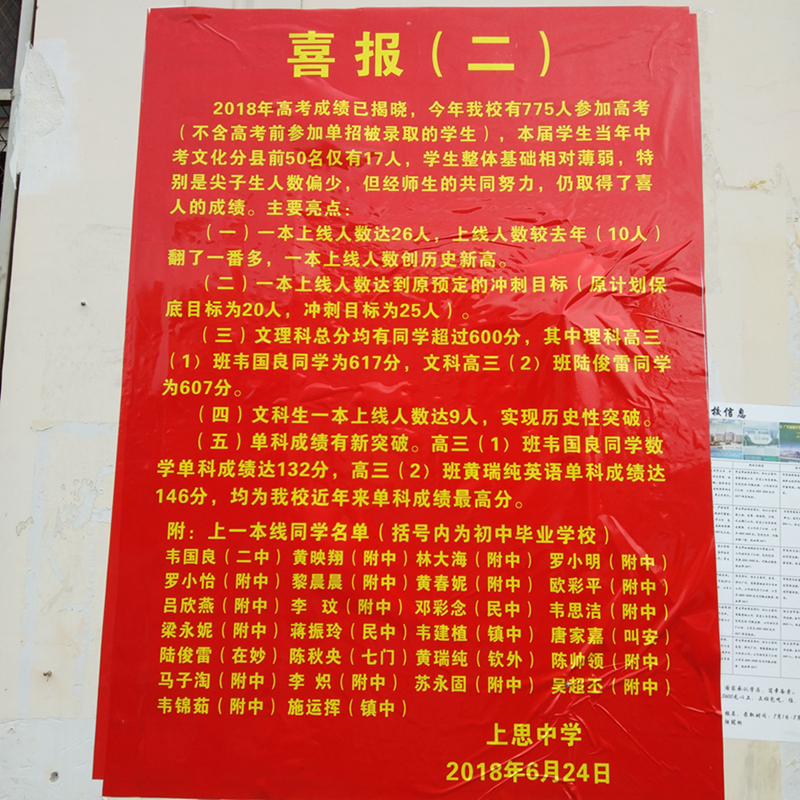 喜报（二）
2018年高考成绩已揭晓，今年我校有775人参加高考
（不含高考前参加单招被录取的学生），本届学生当年中
考文化分县前50名仅有17人，学生整体基础相对薄弱，特
别是尖子生人数偏少，但经师生的共同努力，仍取得了喜
人的成绩。主要亮点：
（一）一本上线人数达26人，上线人数较去年（10人）
翻了一番多，一本上线人数创历史新高。
（二）一本上线人数达到原预定的冲刺目标（原计划保
底目标为20人，冲刺目标为25人）。
（三）文理科总分均有同学超过600分，其中理科高三
（1）班韦国良同学为617分，文科高三（2）班陆俊雷同学
为607分。
（四）文科生一本上线人数达9人，实现历史性突破。
（五）单科成绩有新突破。高三（1）班韦国良同学数
学单科成绩达132分，高三（2）班黄瑞纯英语单科成绩达
146分，均为我校近年来单科成绩最高分。
附：上一本线同学名单（括号内为初中毕业学校）
韦国良（二中） 黄映翔（附中） 林大海（附中） 罗小明（附中）
罗小怡（附中） 黎晨晨（附中） 黄春妮（附中） 欧彩平（附中）
吕欣燕（附中） 李 玟（附中） 邓彩念（民中） 韦思洁（附中）
梁永妮（附中） 蒋振玲（民中） 韦建植（镇中） 唐家嘉（叫安）
陆俊雷（在妙） 陈秋央（七门） 黄瑞纯（钦外） 陈帅领（附中）
马子淘（附中） 李 炽（附中） 苏永固（附中） 吴超丕（附中）
韦锦茹（附中） 施运挥（镇中）
上思中学
2018年6月24日
校信息